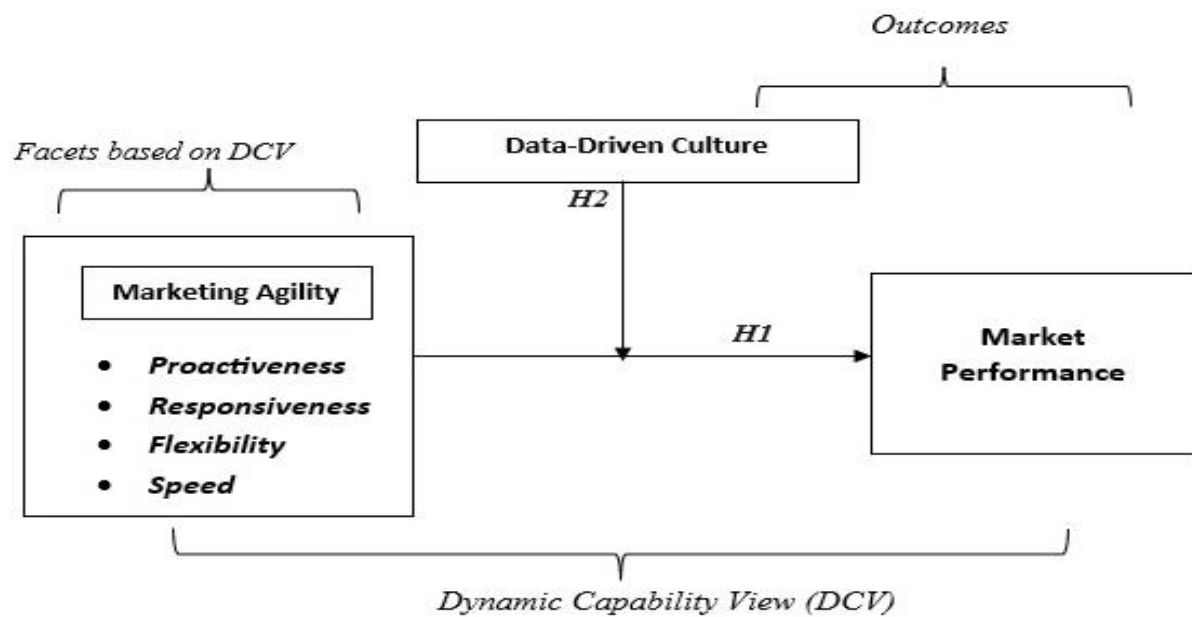 Outcomes
Data-Driven Culture
Facets based on DCV
H2
Marketing Agility
• Proactiveness
• Responsiveness
• Flexibility
• Speed
H1
Market
Performance
Dynamic Capability View (DCV)